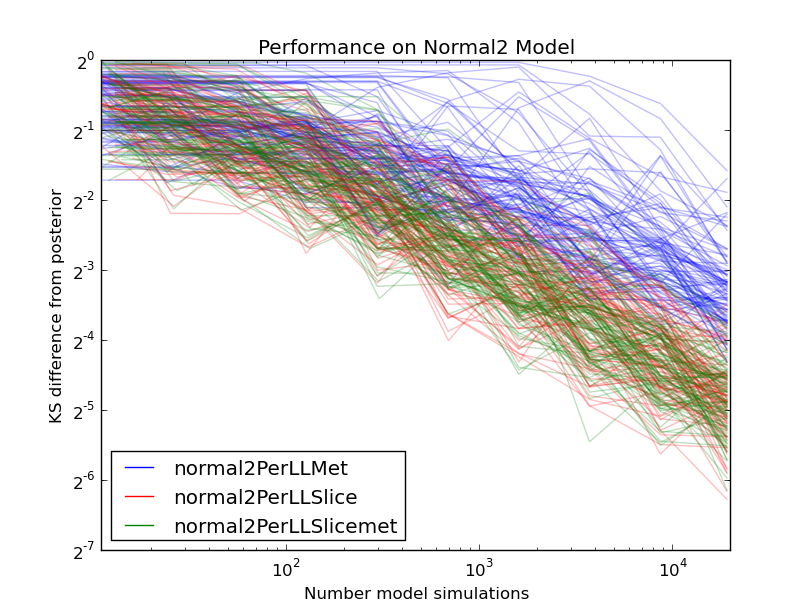 Performance on Normal2 Model
2^0
2^-1
2^-2
2^-3
2^-4
2^-5
2^-6
2^-7
KS difference from posterior
normal2PerLLMet
normal2PerLLSlice
normal2PerLLSlicemet
10^2 10^3 10^4
Number model simulations